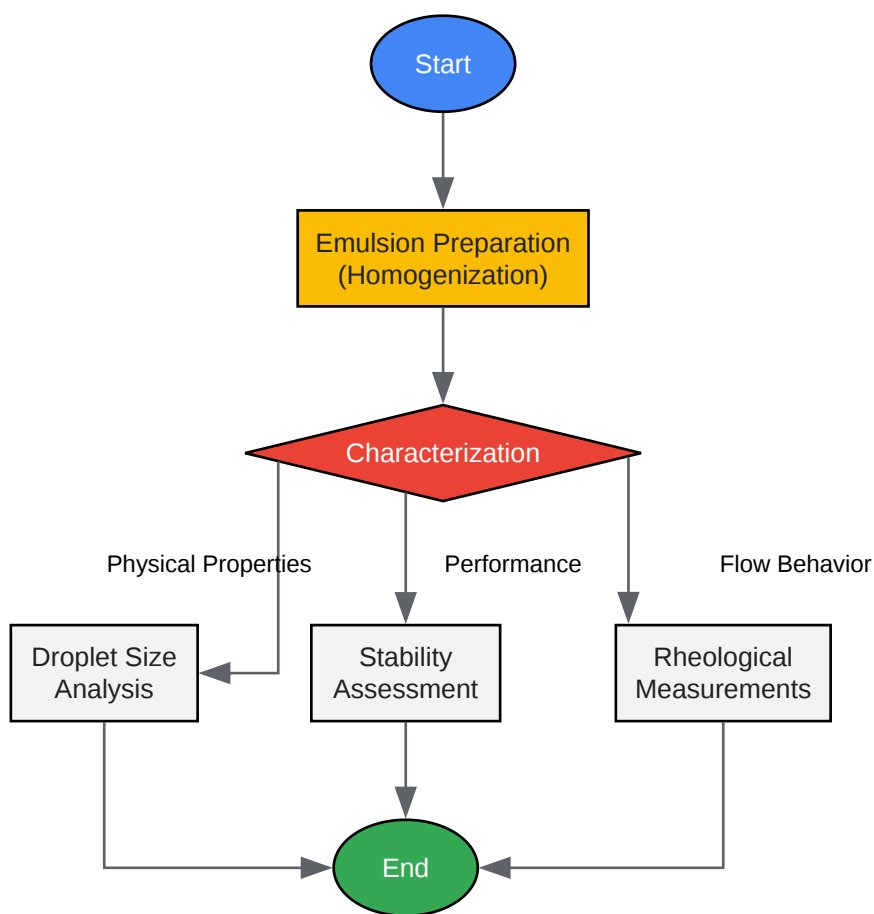 Start
Emulsion Preparation
(Homogenization)
Characterization
Physical Properties
Performance
Flow Behavior
Droplet Size
Analysis
Stability
Assessment
Rheological
Measurements
End